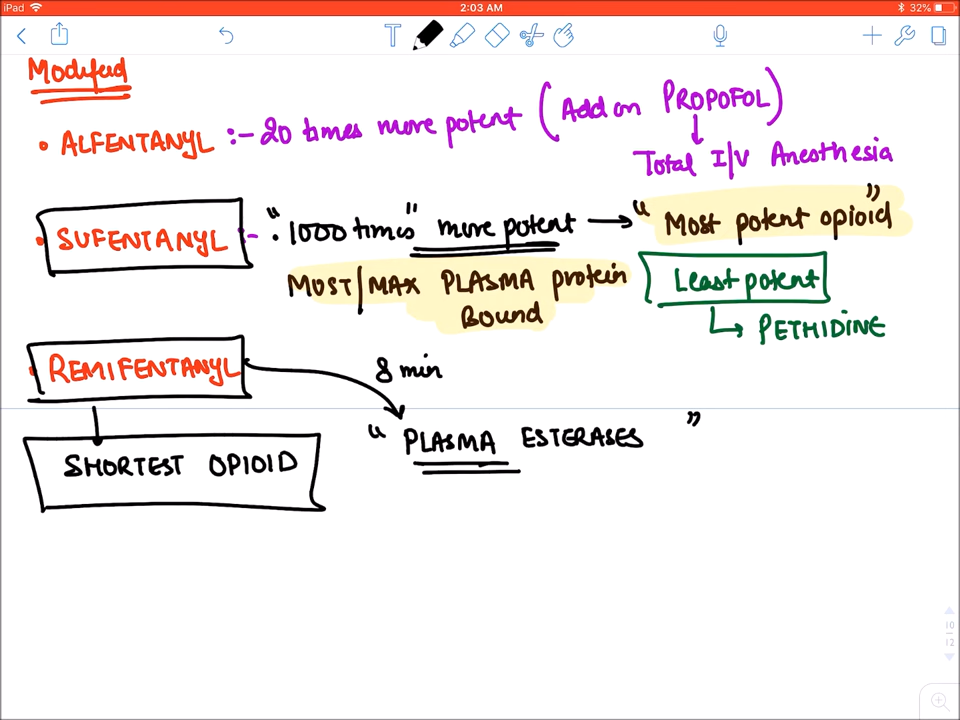 iPad 2:03 AM 32%
T
Modified
• ALFENTANYL :- 20 times more potent (Add on PROPOFOL)
Total I/V Anesthesia
• SUFENTANYL - "1000 times" more potent → "Most potent opioid"
MOST/MAX PLASMA protein Bound
Least potent
↳ PETHIDINE
• REMIFENTANYL 8 min
"PLASMA ESTERASES"
SHORTEST OPIOID
10
12